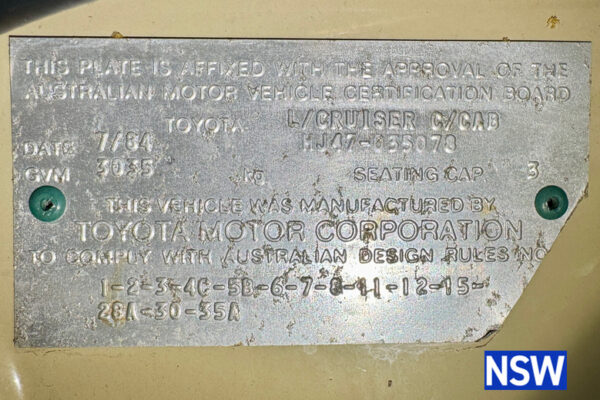 THIS PLATE IS AFFIXED WITH THE APPROVAL OF THE
AUSTRALIAN MOTOR VEHICLE CERTIFICATION BOARD
TOYOTA L/CRUISER C/CAB
DATE 7/84 HJ47-035078
GVM 3035 kg SEATING CAP 3
THIS VEHICLE WAS MANUFACTURED BY
TOYOTA MOTOR CORPORATION
TO COMPLY WITH AUSTRALIAN DESIGN RULES NO
1-2-3-4C-5B-6-7-8-11-12-15-
28A-30-35A
NSW